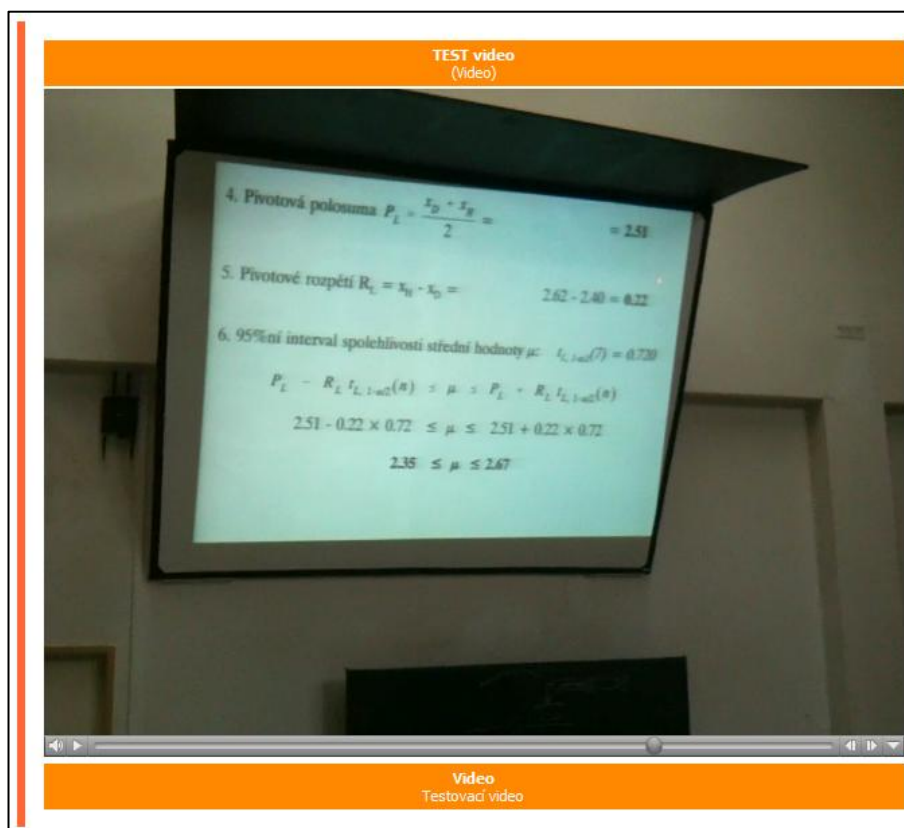 TEST video
(Video)
4. Pivotová polosuma P_L = (x_D + x_H) / 2 = = 2.51
5. Pivotové rozpětí R_L = x_H - x_D = 2.62 - 2.40 = 0.22
6. 95%ní interval spolehlivosti střední hodnoty μ: t_{L, 1-α/2}(7) = 0.720
P_L - R_L t_{L, 1-α/2}(n) ≤ μ ≤ P_L + R_L t_{L, 1-α/2}(n)
2.51 - 0.22 × 0.72 ≤ μ ≤ 2.51 + 0.22 × 0.72
2.35 ≤ μ ≤ 2.67
Video
Testovací video